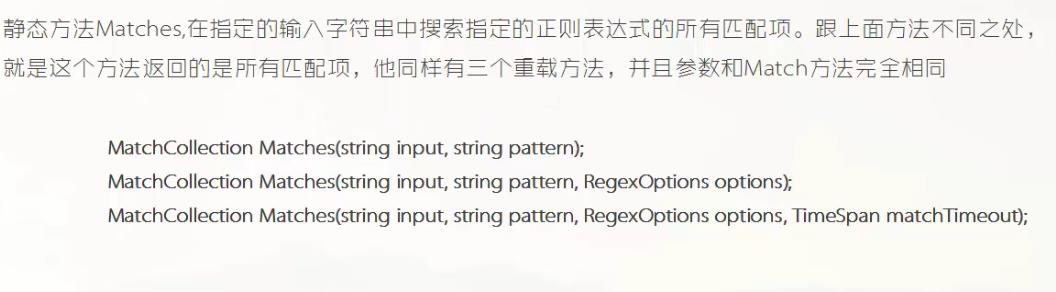 静态方法Matches,在指定的输入字符串中搜索指定的正则表达式的所有匹配项。跟上面方法不同之处，
就是这个方法返回的是所有匹配项，他同样有三个重载方法，并且参数和Match方法完全相同
MatchCollection Matches(string input, string pattern);
MatchCollection Matches(string input, string pattern, RegexOptions options);
MatchCollection Matches(string input, string pattern, RegexOptions options, TimeSpan matchTimeout);